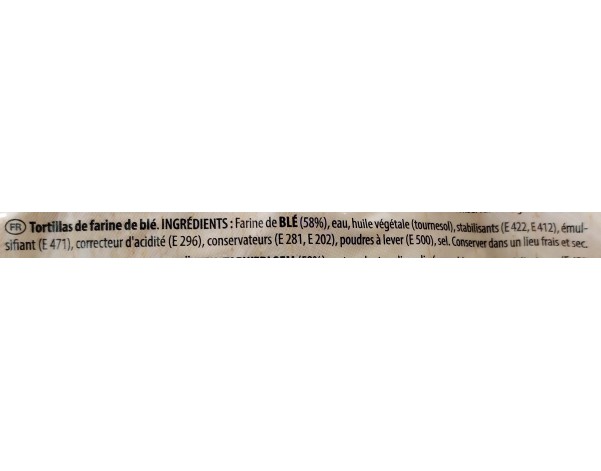 FR Tortillas de farine de blé. INGRÉDIENTS : Farine de BLÉ (58%), eau, huile végétale (tournesol), stabilisants (E 422, E 412), émul-
sifiant (E 471), correcteur d'acidité (E 296), conservateurs (E 281, E 202), poudres à lever (E 500), sel. Conserver dans un lieu frais et sec.